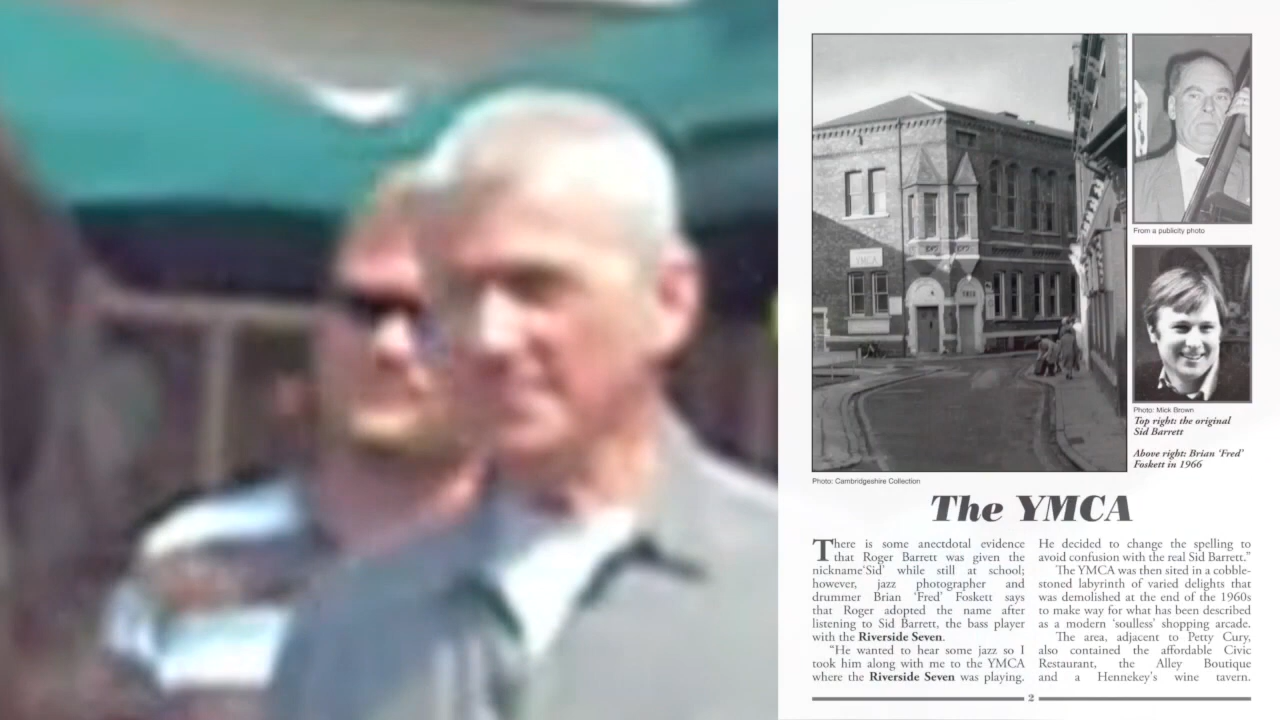 YMCA
From a publicity photo
Photo: Mick Brown
Top right: the original
Sid Barrett
Above right: Brian ‘Fred’
Foskett in 1966
Photo: Cambridgeshire Collection
The YMCA
There is some anectdotal evidence
that Roger Barrett was given the
nickname‘Sid’ while still at school;
however, jazz photographer and
drummer Brian ‘Fred’ Foskett says
that Roger adopted the name after
listening to Sid Barrett, the bass player
with the Riverside Seven.
“He wanted to hear some jazz so I
took him along with me to the YMCA
where the Riverside Seven was playing.
He decided to change the spelling to
avoid confusion with the real Sid Barrett.”
The YMCA was then sited in a cobble-
stoned labyrinth of varied delights that
was demolished at the end of the 1960s
to make way for what has been described
as a modern ‘soulless’ shopping arcade.
The area, adjacent to Petty Cury,
also contained the affordable Civic
Restaurant, the Alley Boutique
and a Hennekey’s wine tavern.
2